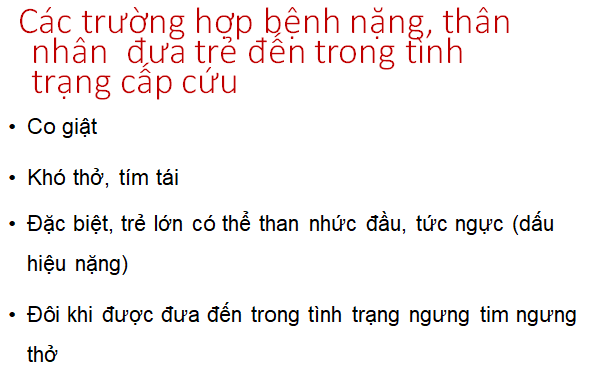 Các trường hợp bệnh nặng, thân
nhân đưa trẻ đến trong tình
trạng cấp cứu
• Co giật
• Khó thở, tím tái
• Đặc biệt, trẻ lớn có thể than nhức đầu, tức ngực (dấu
hiệu nặng)
• Đôi khi được đưa đến trong tình trạng ngưng tim ngưng
thở